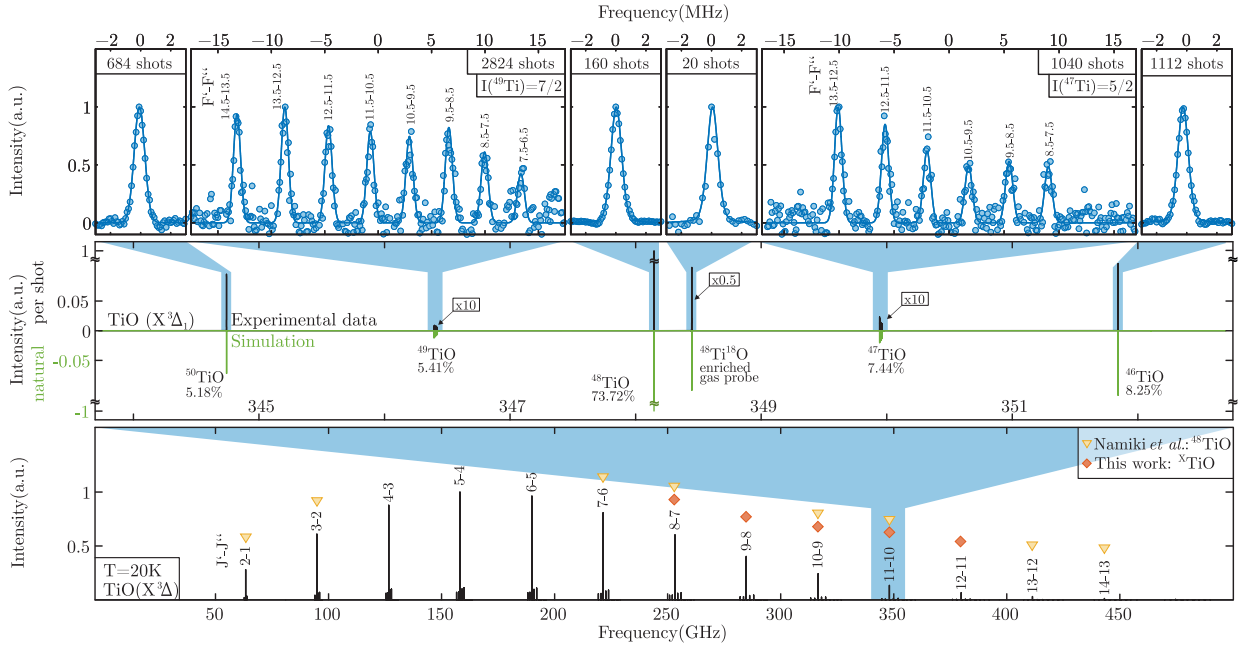 Frequency(MHz)
−2 0 2 −15 −10 −5 0 5 10 15 −2 0 2 −2 0 2 −15 −10 −5 0 5 10 15 −2 0 2
684 shots
2824 shots
160 shots
20 shots
1040 shots
1112 shots
I(⁴⁹Ti)=7/2
I(⁴⁷Ti)=5/2
F‘-F“
14.5-13.5
13.5-12.5
12.5-11.5
11.5-10.5
10.5-9.5
9.5-8.5
8.5-7.5
7.5-6.5
F‘-F“
13.5-12.5
12.5-11.5
11.5-10.5
10.5-9.5
9.5-8.5
8.5-7.5
Intensity(a.u.)
1
0.5
0
Intensity(a.u.)
natural per shot
1
0.05
0
-0.05
-1
TiO (X³Δ₁)
Experimental data
Simulation
x10
x0.5
x10
⁵⁰TiO
5.18%
⁴⁹TiO
5.41%
⁴⁸TiO
73.72%
⁴⁸Ti¹⁸O
enriched
gas probe
⁴⁷TiO
7.44%
⁴⁶TiO
8.25%
345 347 349 351
Namiki et al.: ⁴⁸TiO
This work: ˣTiO
Intensity(a.u.)
1
0.5
J‘-J“
2-1
3-2
4-3
5-4
6-5
7-6
8-7
9-8
10-9
11-10
12-11
13-12
14-13
T=20K
TiO(X³Δ)
50 100 150 200 250 300 350 400 450
Frequency(GHz)